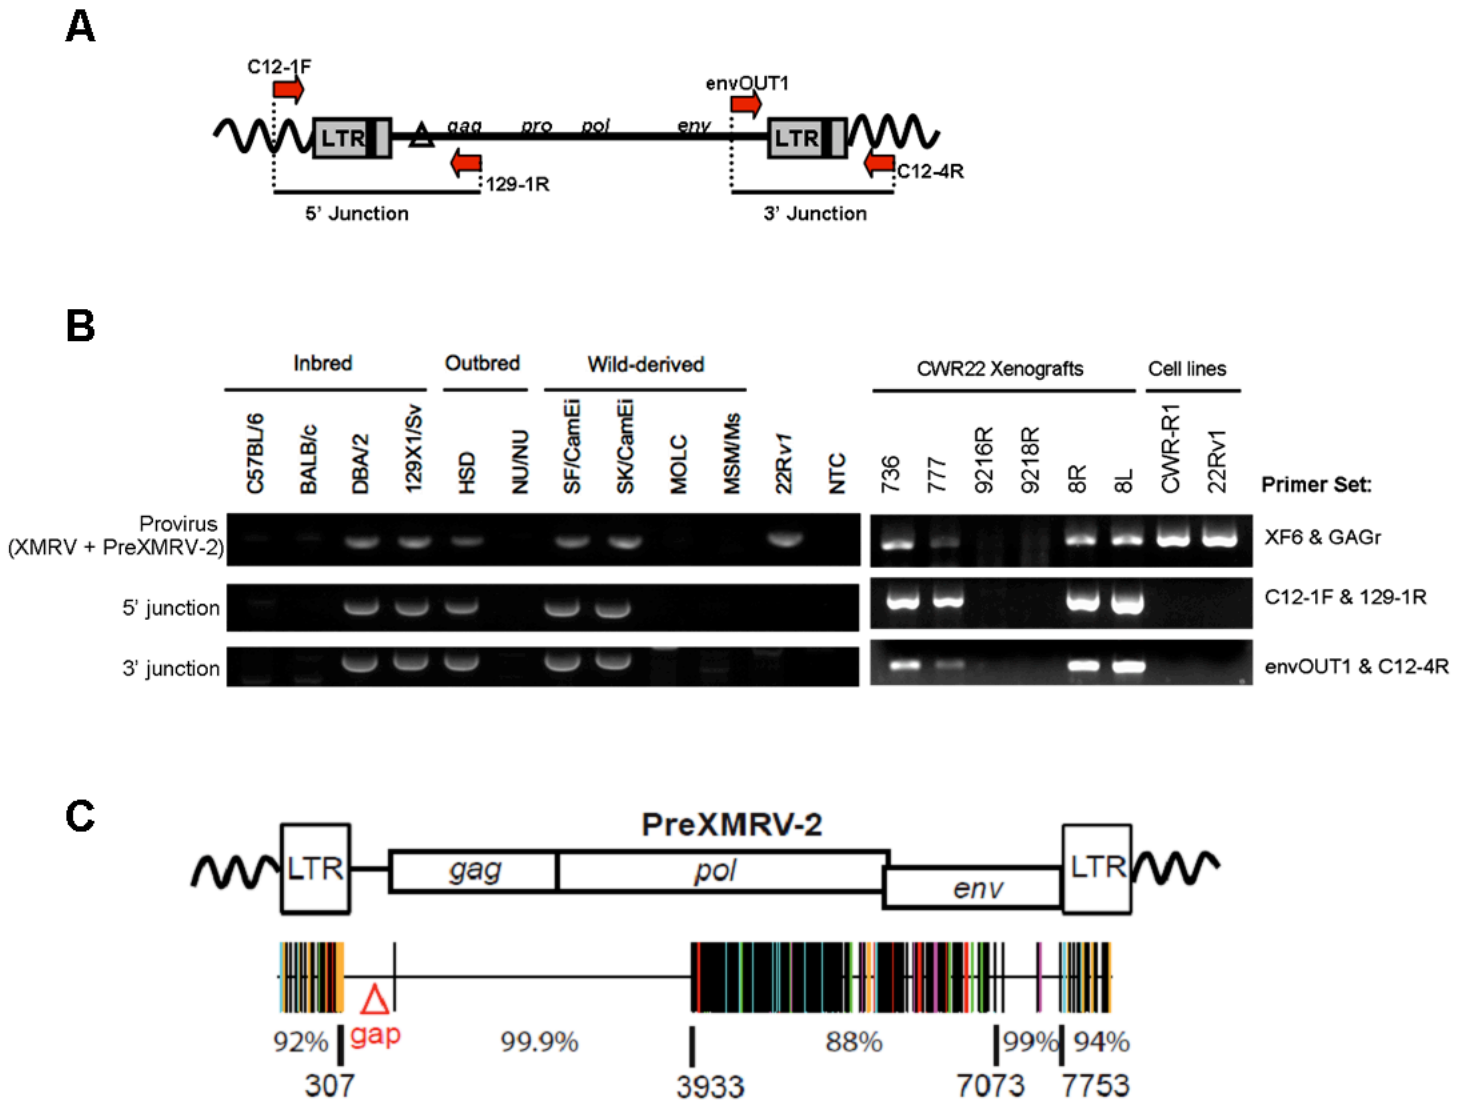 A
C12-1F
envOUT1
LTR gag pro pol env LTR
129-1R
C12-4R
5’ Junction 3’ Junction
B
Inbred Outbred Wild-derived CWR22 Xenografts Cell lines
C57BL/6 BALB/c DBA/2 129X1/Sv HSD NU/NU SF/CamEi SK/CamEi MOLC MSM/Ms 22Rv1 NTC 736 777 9216R 9218R 8R 8L CWR-R1 22Rv1 Primer Set:
Provirus
(XMRV + PreXMRV-2) XF6 & GAGr
5’ junction C12-1F & 129-1R
3’ junction envOUT1 & C12-4R
C
PreXMRV-2
LTR gag pol env LTR
gap
92% 99.9% 88% 99% 94%
307 3933 7073 7753